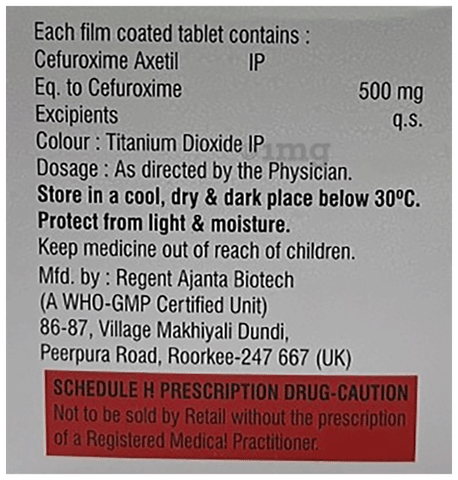 Each film coated tablet contains :
Cefuroxime Axetil IP
Eq. to Cefuroxime 500 mg
Excipients q.s.
Colour : Titanium Dioxide IP
1mg
Dosage : As directed by the Physician.
Store in a cool, dry & dark place below 30ºC.
Protect from light & moisture.
Keep medicine out of reach of children.
Mfd. by : Regent Ajanta Biotech
(A WHO-GMP Certified Unit)
86-87, Village Makhiyali Dundi,
Peerpura Road, Roorkee-247 667 (UK)
SCHEDULE H PRESCRIPTION DRUG-CAUTION
Not to be sold by Retail without the prescription
of a Registered Medical Practitioner.